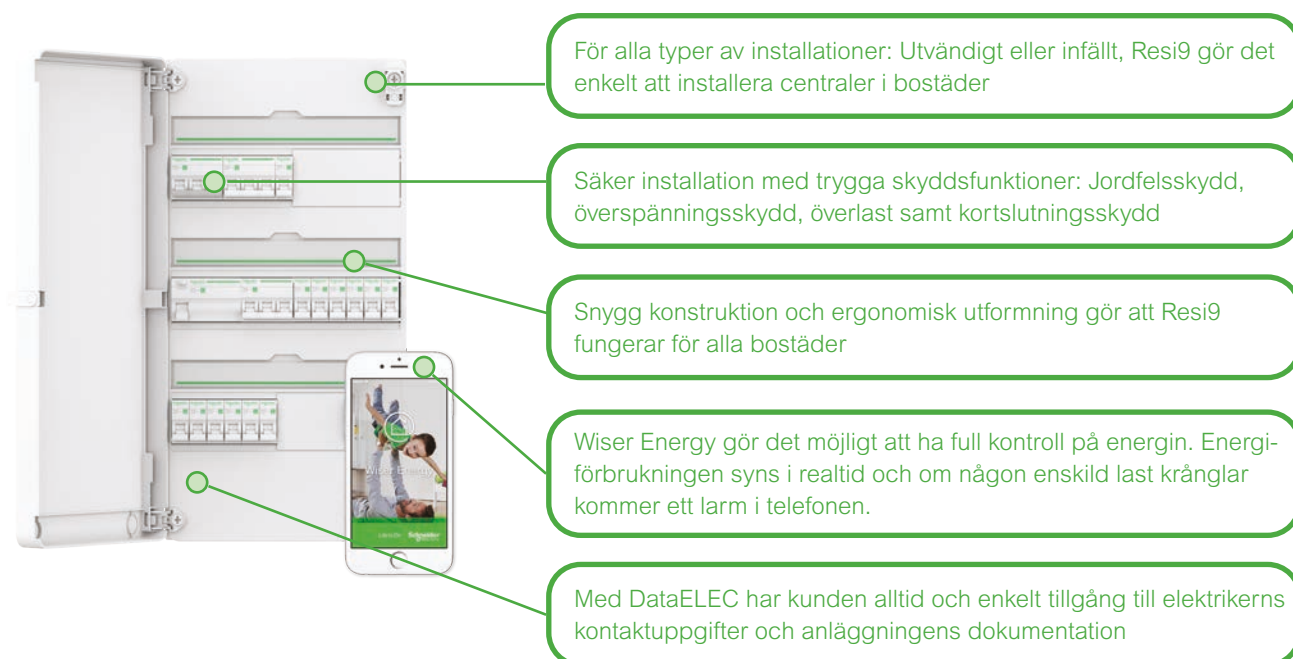 För alla typer av installationer: Utvändigt eller infällt, Resi9 gör det
enkelt att installera centraler i bostäder
Säker installation med trygga skyddsfunktioner: Jordfelsskydd,
överspänningsskydd, överlast samt kortslutningsskydd
Snygg konstruktion och ergonomisk utformning gör att Resi9
fungerar för alla bostäder
Wiser Energy gör det möjligt att ha full kontroll på energin. Energi-
förbrukningen syns i realtid och om någon enskild last krånglar
kommer ett larm i telefonen.
Med DataELEC har kunden alltid och enkelt tillgång till elektrikerns
kontaktuppgifter och anläggningens dokumentation
Wiser Energy
Schneider